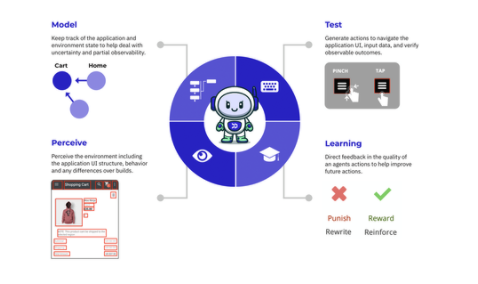 Model
Keep track of the application and
environment state to help deal with
uncertainty and partial observability.
Cart Home
Perceive
Perceive the environment including
the application UI structure, behavior
and any differences over builds.
Shopping Cart
Test
Generate actions to navigate the
application UI, input data, and verify
observable outcomes.
PINCH TAP
Learning
Direct feedback in the quality of
an agents actions to help improve
future actions.
Punish Reward
Rewrite Reinforce